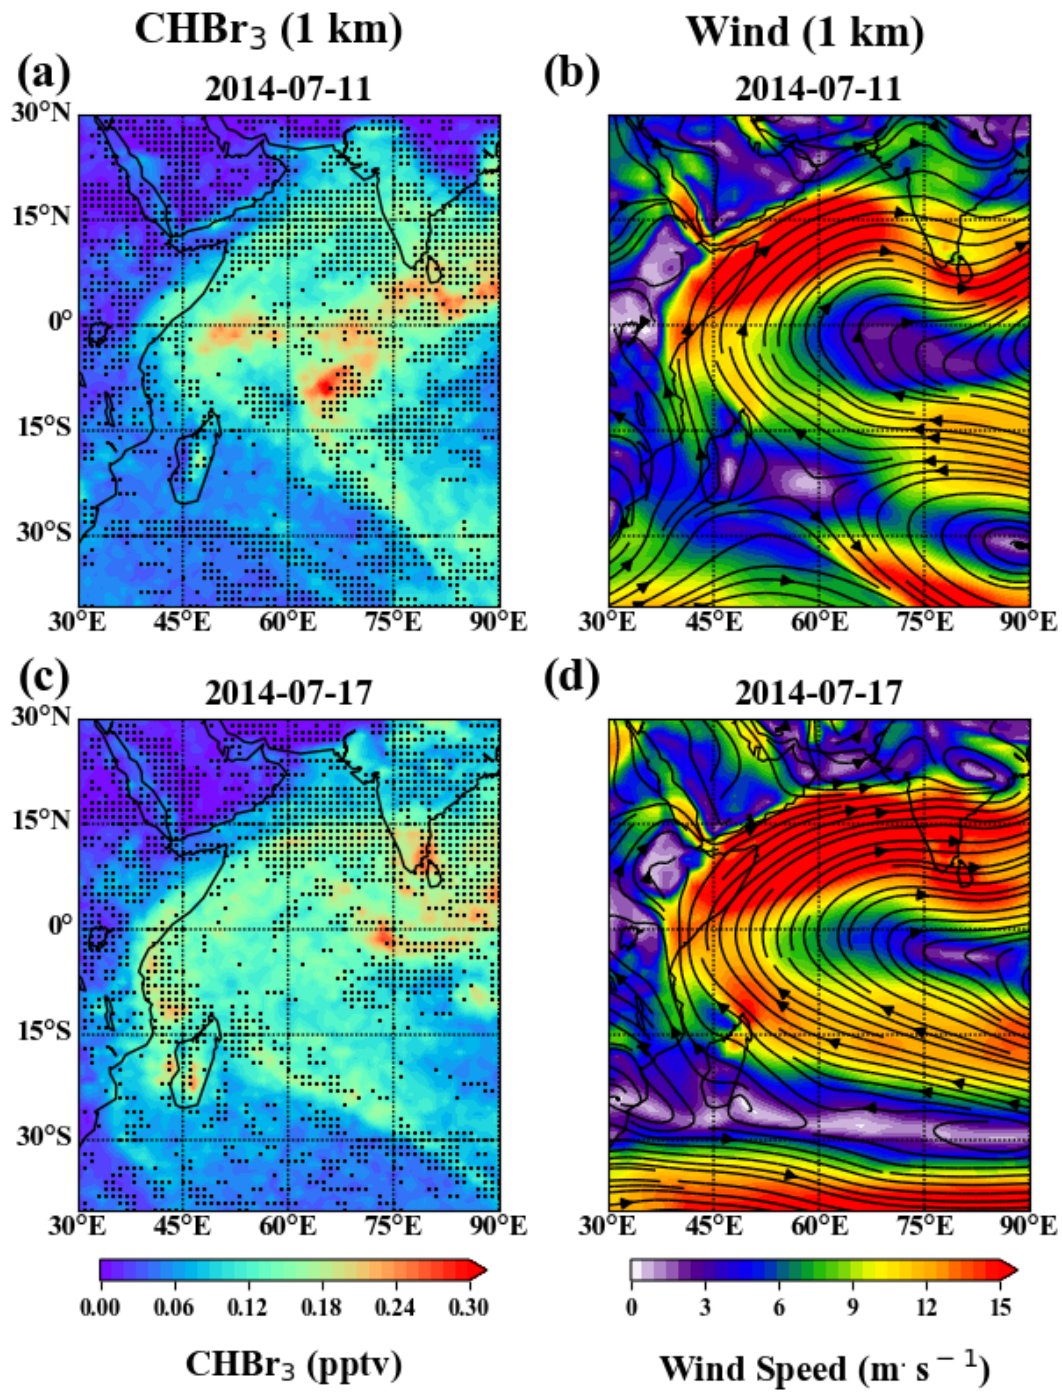 CHBr₃ (1 km)
Wind (1 km)
(a)
2014-07-11
(b)
2014-07-11
30°N
15°N
0°
15°S
30°S
30°E 45°E 60°E 75°E 90°E
30°E 45°E 60°E 75°E 90°E
(c)
2014-07-17
(d)
2014-07-17
30°N
15°N
0°
15°S
30°S
30°E 45°E 60°E 75°E 90°E
30°E 45°E 60°E 75°E 90°E
0.00 0.06 0.12 0.18 0.24 0.30
0 3 6 9 12 15
CHBr₃ (pptv)
Wind Speed (m· s⁻¹)